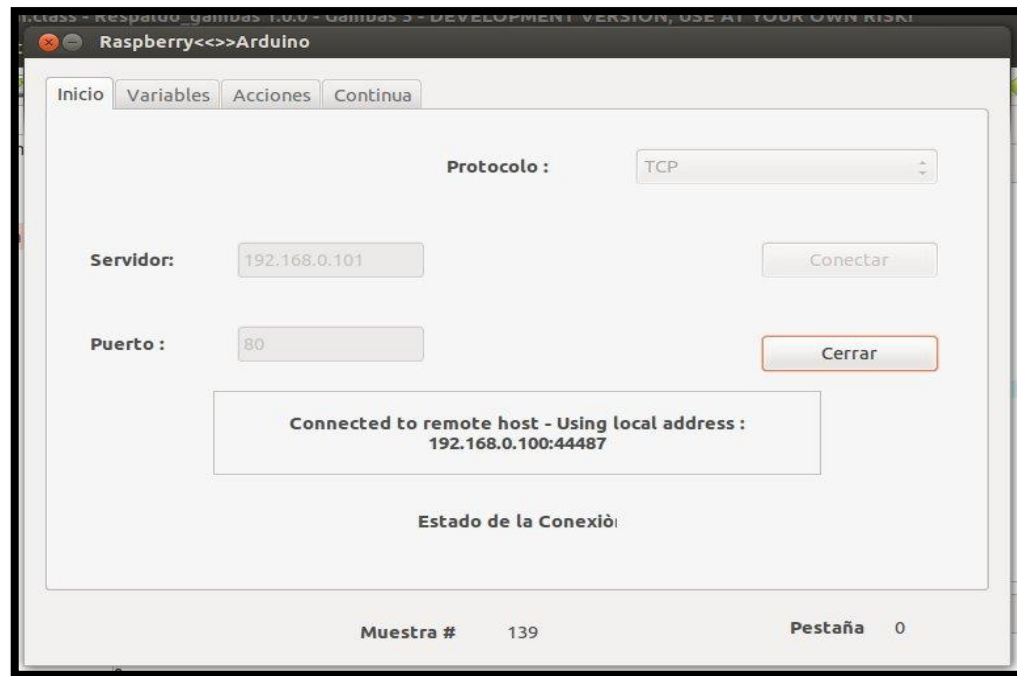 n.class - Respaldo_gambas 1.0.0 - Gambas 3 - DEVELOPMENT VERSION, USE AT YOUR OWN RISK!
Raspberry<<>>Arduino
Inicio Variables Acciones Continua
Protocolo : TCP
Servidor: 192.168.0.101 Conectar
Puerto : 80 Cerrar
Connected to remote host - Using local address :
192.168.0.100:44487
Estado de la Conexiò
Muestra # 139 Pestaña 0